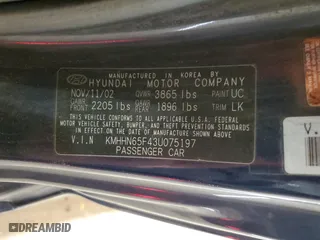 MANUFACTURED IN KOREA BY
HYUNDAI MOTOR COMPANY
NOV/11/02 GVWR 3865 lbs PAINT UC
GAWR FRONT 2205 lbs GAWR REAR 1896 lbs TRIM LK
THIS VEHICLE CONFORMS TO ALL APPLICABLE U.S.A. FEDERAL
MOTOR VEHICLE SAFETY, BUMPER, AND THEFT PREVENTION
STANDARDS IN EFFECT ON THE DATE OF MANUFACTURE
SHOWN ABOVE.
V.I.N KMHHN65F43U075197
PASSENGER CAR
DEALERSHIP.CC